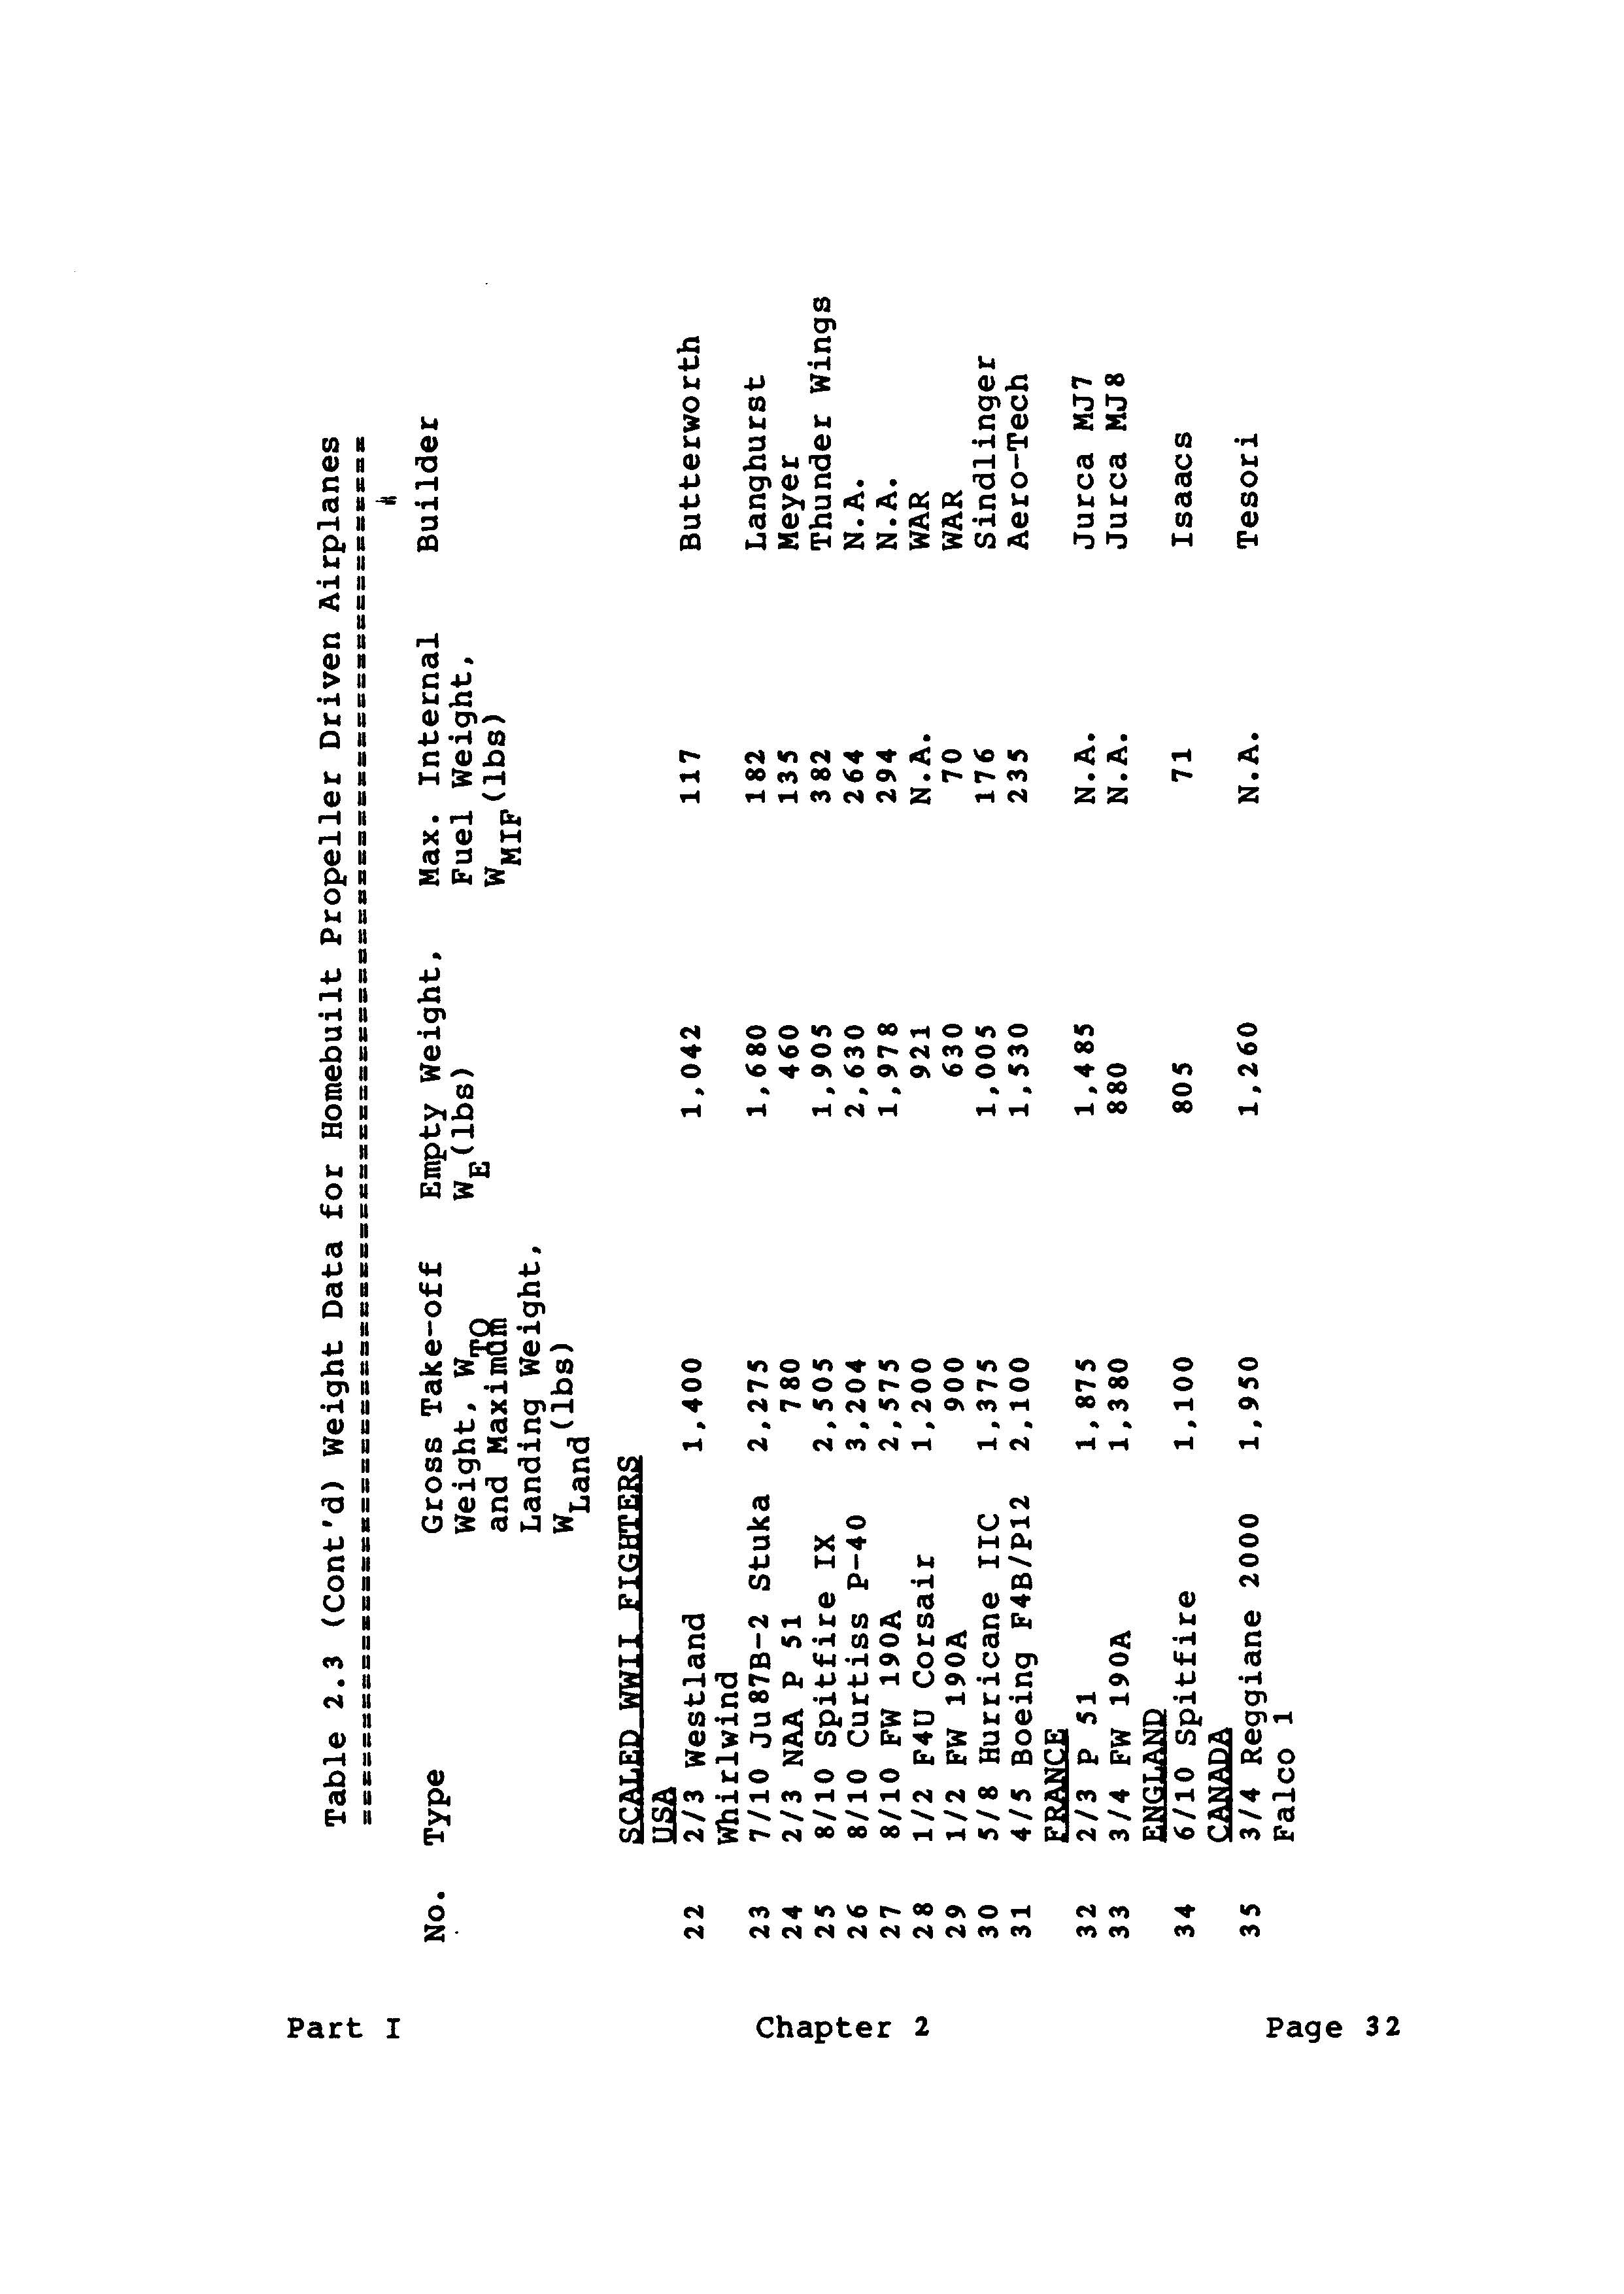 Part I
Chapter 2
Page 32
Table 2.3 (Cont'd) Weight Data for Homebuilt Propeller Driven Airplanes
=======================================================================
No. Type Gross Take-off Empty Weight, Max. Internal Builder
Weight, WTO WE(lbs) Fuel Weight,
and Maximum WMIF(lbs)
Landing Weight,
WLand(lbs)
SCALED WWII FIGHTERS
USA
22 2/3 Westland 1,400 1,042 117 Butterworth
Whirlwind
23 7/10 Ju87B-2 Stuka 2,275 1,680 182 Langhurst
24 2/3 NAA P 51 780 460 135 Meyer
25 8/10 Spitfire IX 2,505 1,905 382 Thunder Wings
26 8/10 Curtiss P-40 3,204 2,630 264 N.A.
27 8/10 FW 190A 2,575 1,978 294 N.A.
28 1/2 F4U Corsair 1,200 921 N.A. WAR
29 1/2 FW 190A 900 630 70 WAR
30 5/8 Hurricane IIC 1,375 1,005 176 Sindlinger
31 4/5 Boeing F4B/P12 2,100 1,530 235 Aero-Tech
FRANCE
32 2/3 P 51 1,875 1,485 N.A. Jurca MJ7
33 3/4 FW 190A 1,380 880 N.A. Jurca MJ8
ENGLAND
34 6/10 Spitfire 1,100 805 71 Isaacs
CANADA
35 3/4 Reggiane 2000 1,950 1,260 N.A. Tesori
Falco 1